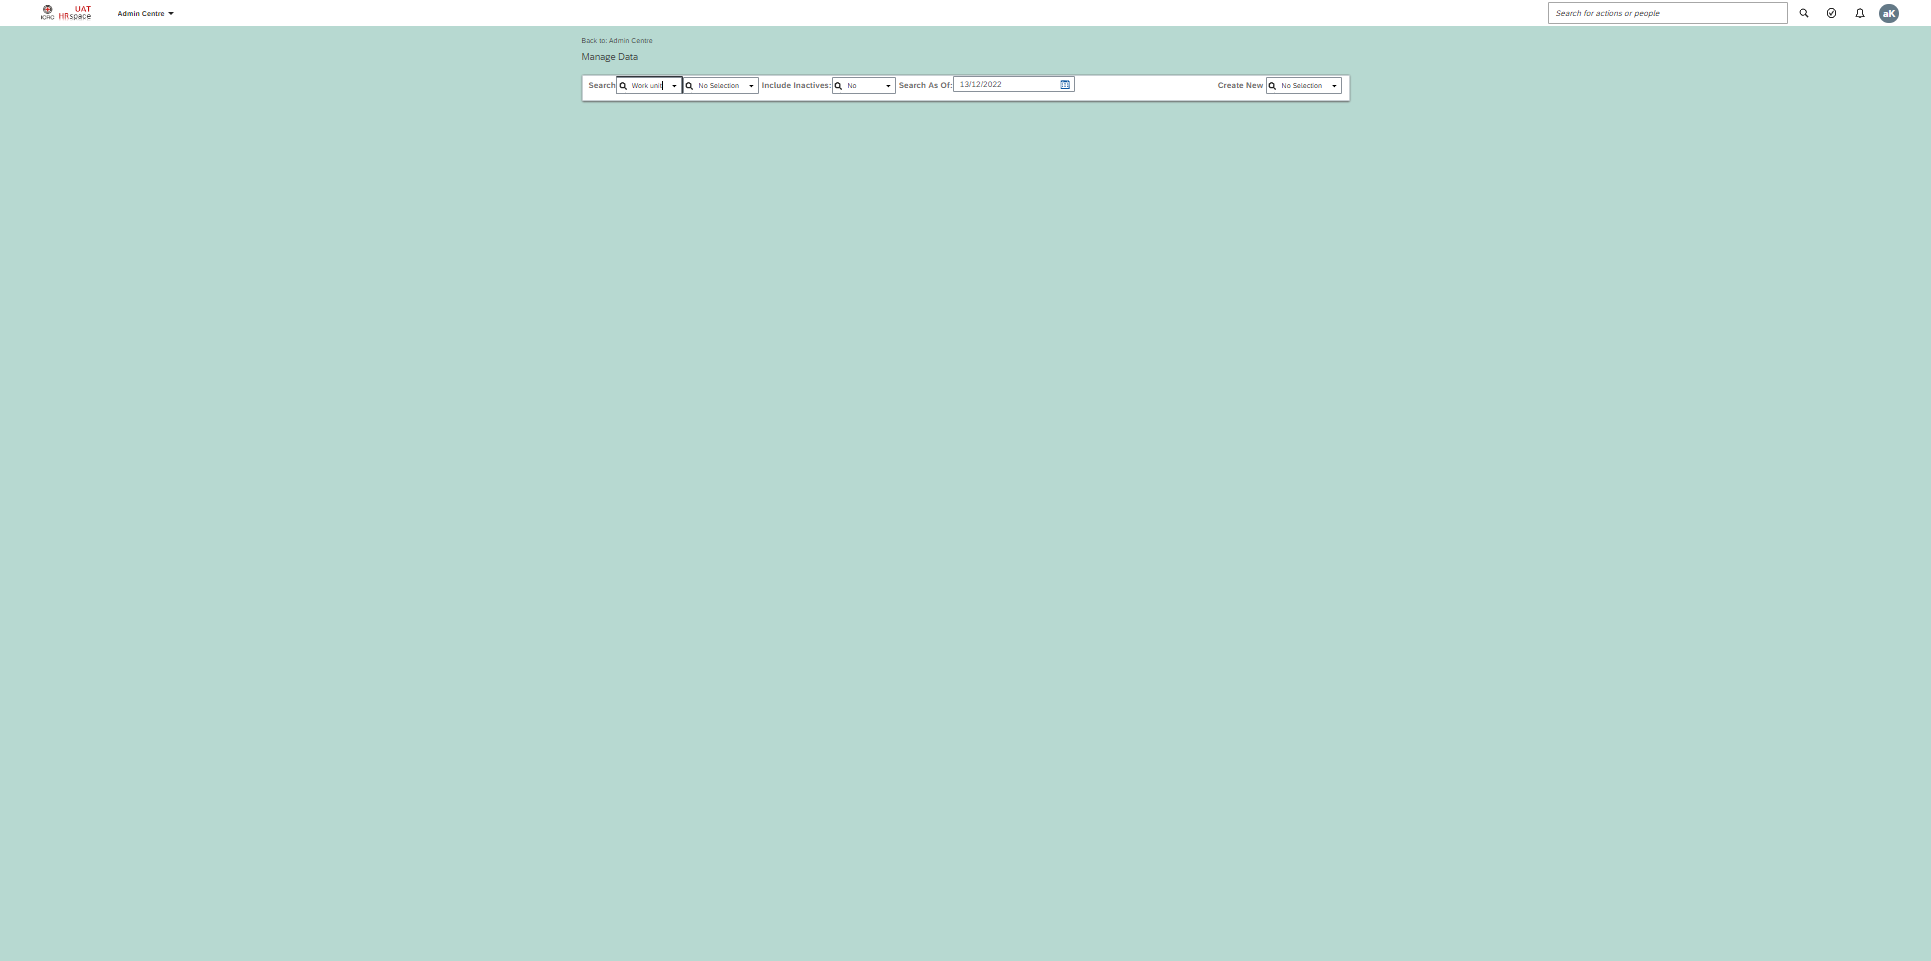 ICRC UAT HRspace Admin Centre Search for actions or people aK
Back to: Admin Centre
Manage Data
Search Work unit No Selection Include Inactives: No Search As Of: 13/12/2022 Create New No Selection